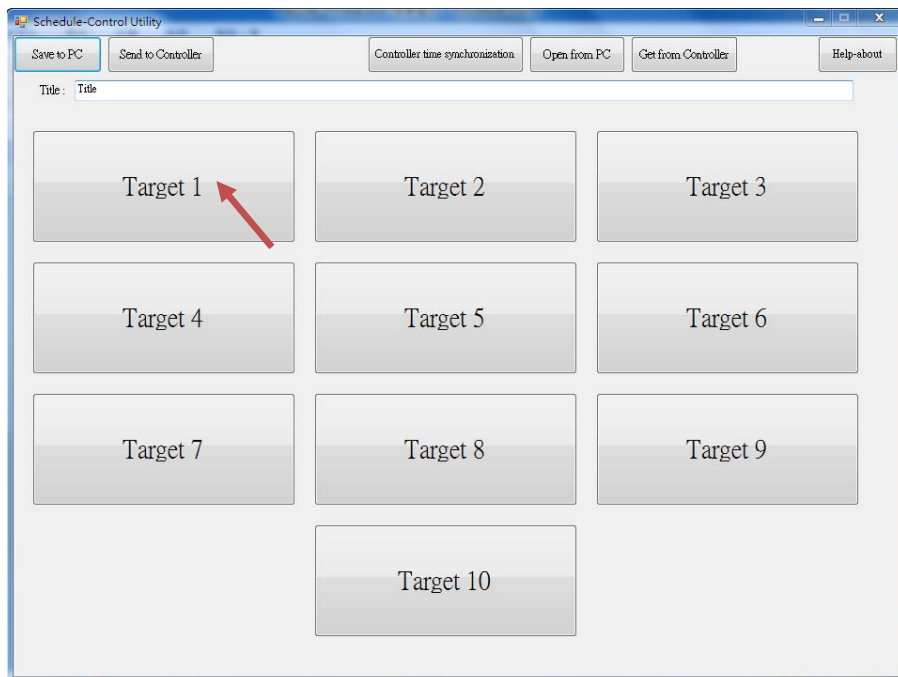 Schedule-Control Utility
Save to PC Send to Controller Controller time synchronization Open from PC Get from Controller Help-about
Title : Title
Target 1 Target 2 Target 3
Target 4 Target 5 Target 6
Target 7 Target 8 Target 9
Target 10